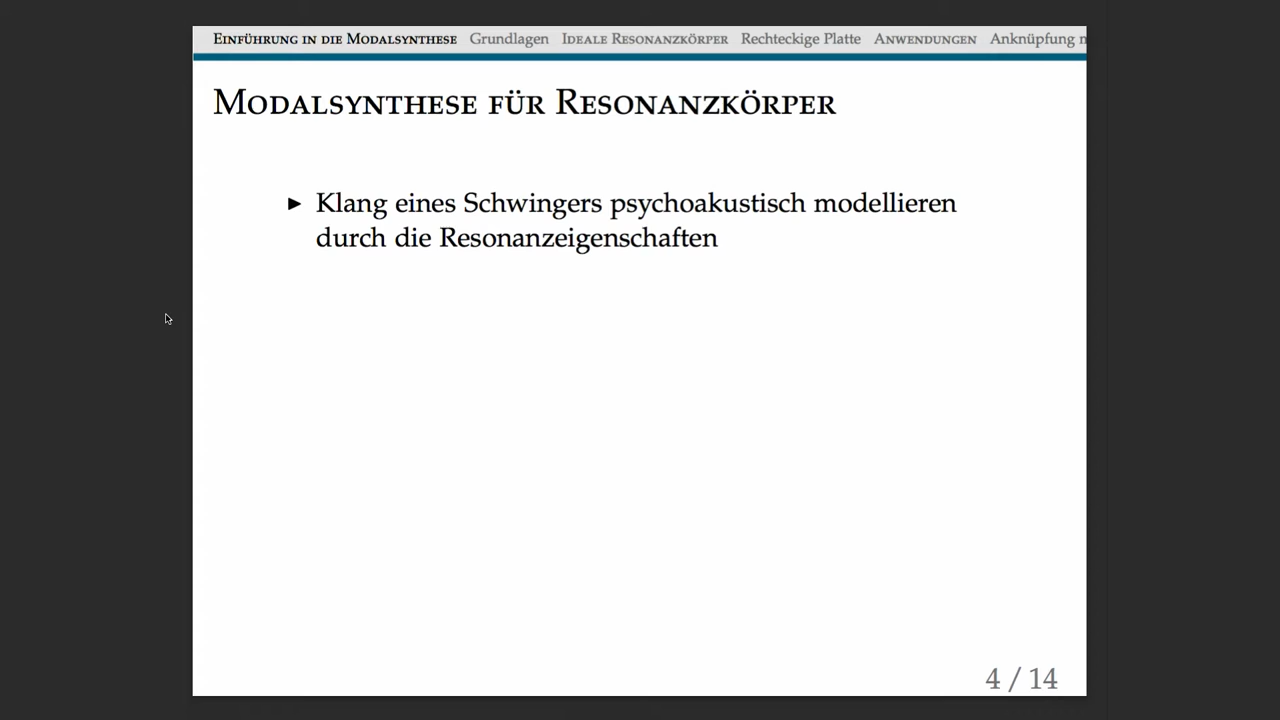 Einführung in die Modalsynthese Grundlagen Ideale Resonanzkörper Rechteckige Platte Anwendungen Anknüpfung
Modalsynthese für Resonanzkörper
► Klang eines Schwingers psychoakustisch modellieren
durch die Resonanzeigenschaften
4 / 14